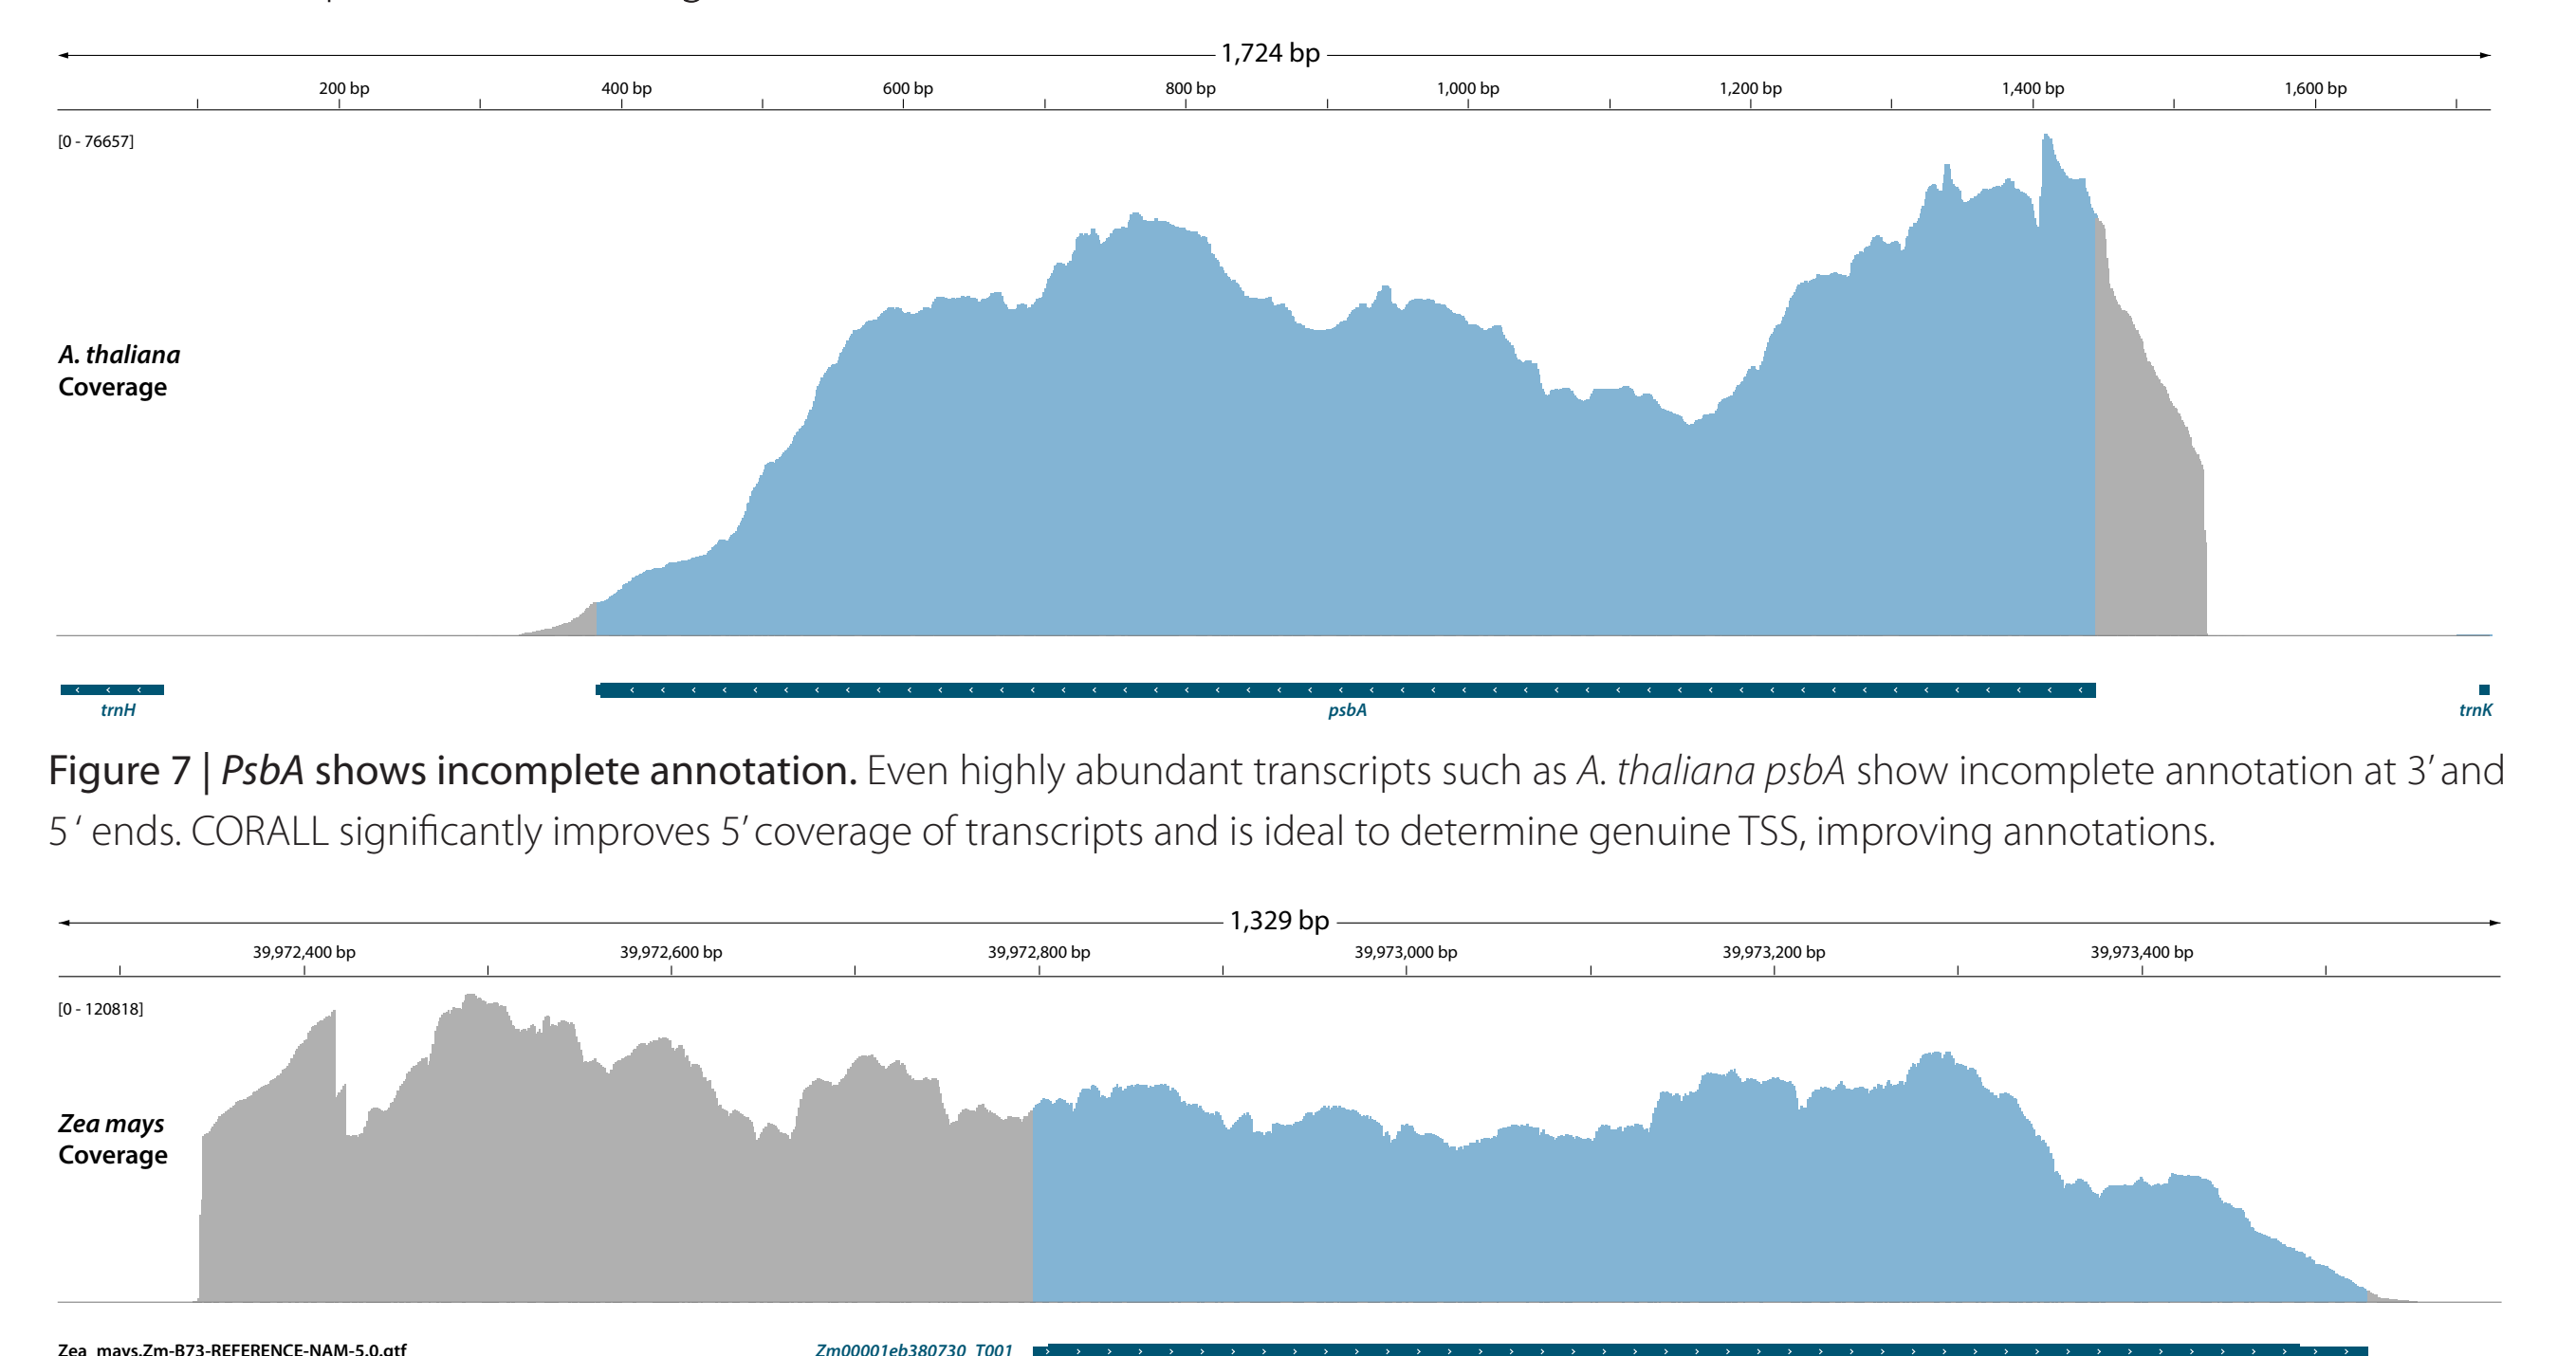 1,724 bp
200 bp 400 bp 600 bp 800 bp 1,000 bp 1,200 bp 1,400 bp 1,600 bp
[0 - 76657]
A. thaliana
Coverage
trnH psbA trnK
Figure 7 | PsbA shows incomplete annotation. Even highly abundant transcripts such as A. thaliana psbA show incomplete annotation at 3’ and
5 ‘ ends. CORALL significantly improves 5’ coverage of transcripts and is ideal to determine genuine TSS, improving annotations.
1,329 bp
39,972,400 bp 39,972,600 bp 39,972,800 bp 39,973,000 bp 39,973,200 bp 39,973,400 bp
[0 - 120818]
Zea mays
Coverage
Zea_mays.Zm-B73-REFERENCE-NAM-5.0.gtf Zm00001eb380730_T001